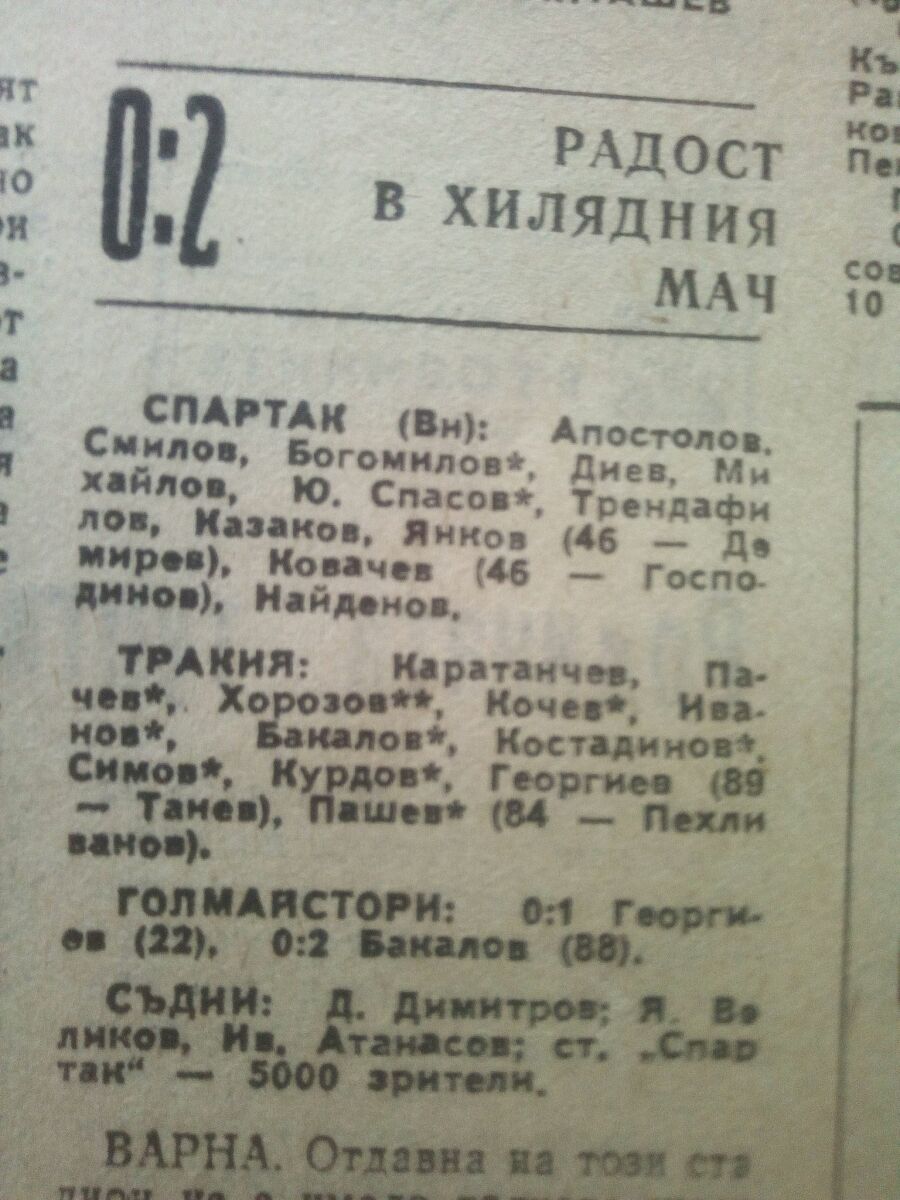 0:2
РАДОСТ
В ХИЛЯДНИЯ
МАЧ
СПАРТАК (Вн): Апостолов,
Смилов, Богомилов*, Диев, Ми
хайлов, Ю. Спасов*, Трендафи
лов, Казаков, Янков (46 — Де
мирев), Ковачев (46 — Госпо-
динов), Найденов.
ТРАКИЯ: Каратанчев, Па-
чев*, Хорозов**, Кочев*, Ива-
нов*, Бакалов*, Костадинов*,
Симов*, Курдов*, Георгиев (89
— Танев), Пашев* (84 — Пехли
ванов).
ГОЛМАЙСТОРИ: 0:1 Георги-
ев (22), 0:2 Бакалов (88).
СЪДИИ: Д. Димитров; Я. Ве
ликов, Ив. Атанасов; ст. „Спар
так“ — 5000 зрители.
ВАРНА. Отдавна на този ста